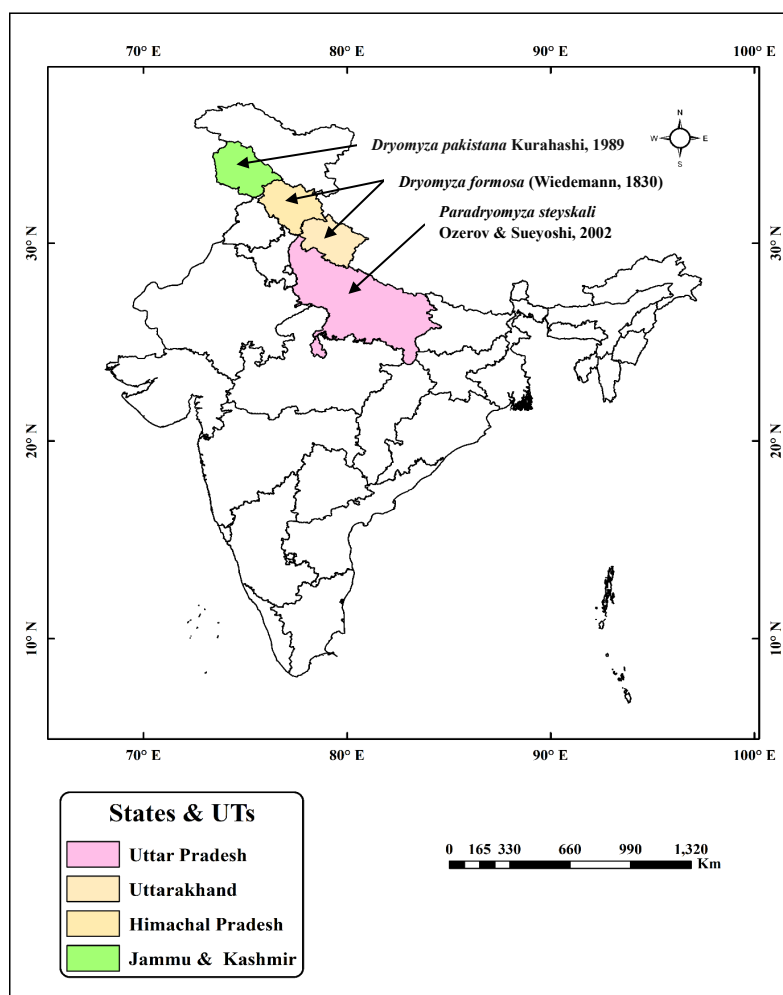 70° E 80° E 90° E 100° E
N
W E
S
Dryomyza pakistana Kurahashi, 1989
Dryomyza formosa (Wiedemann, 1830)
Paradryomyza steyskali
Ozerov & Sueyoshi, 2002
30° N 30° N
20° N 20° N
10° N 10° N
70° E 80° E 90° E 100° E
States & UTs
Uttar Pradesh
Uttarakhand
Himachal Pradesh
Jammu & Kashmir
0 165 330 660 990 1,320
Km